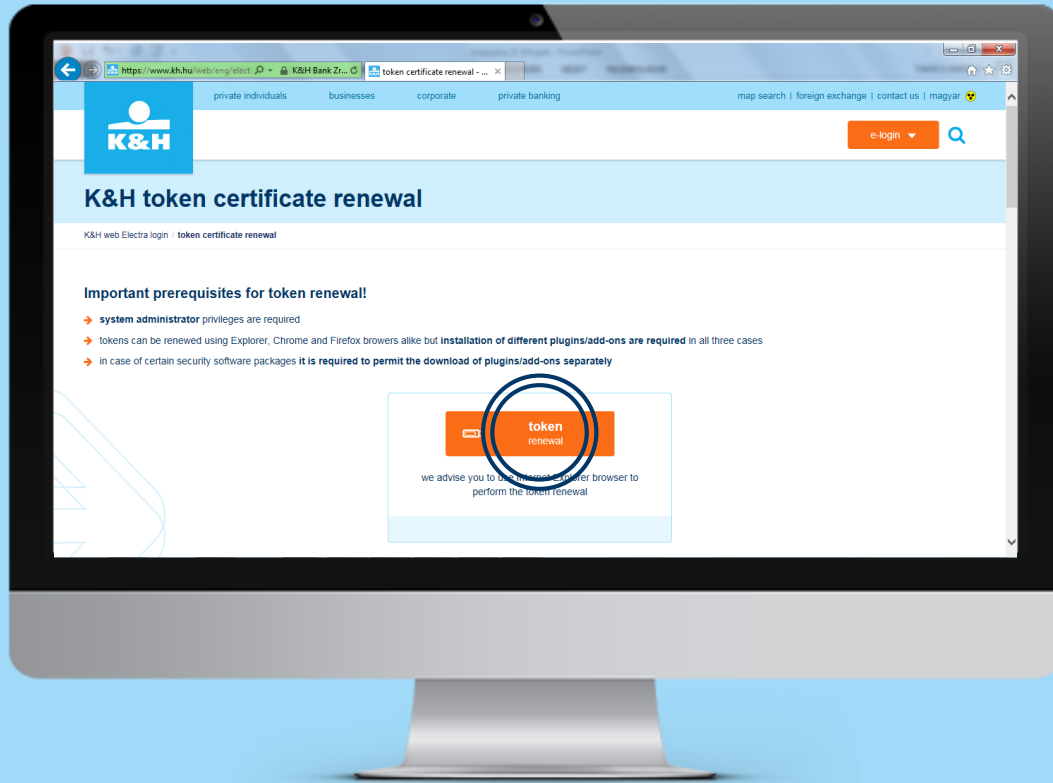 https://www.kh.hu/web/eng/elect
K&H Bank Zr...
token certificate renewal - ...
private individuals businesses corporate private banking
map search | foreign exchange | contact us | magyar
K&H
e-login
K&H token certificate renewal
K&H web Electra login / token certificate renewal
Important prerequisites for token renewal!
system administrator privileges are required
tokens can be renewed using Explorer, Chrome and Firefox browers alike but installation of different plugins/add-ons are required in all three cases
in case of certain security software packages it is required to permit the download of plugins/add-ons separately
token
renewal
we advise you to use Internet Explorer browser to
perform the token renewal